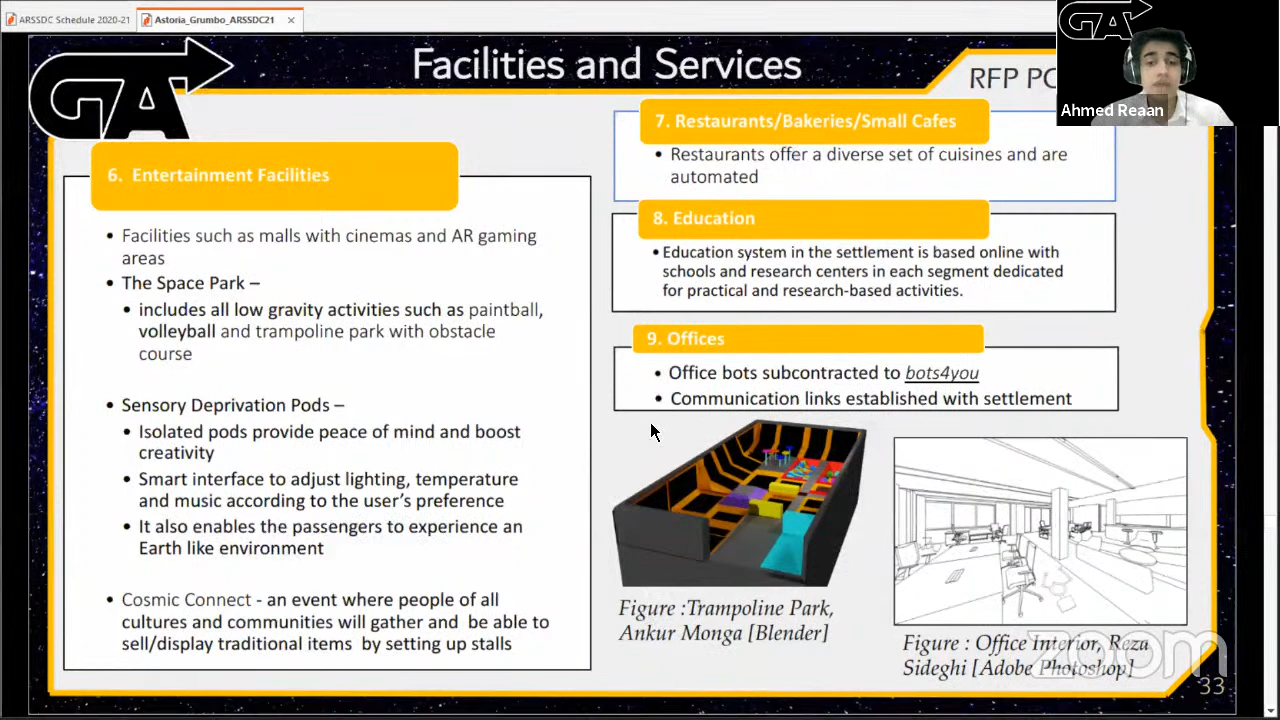 ARSSDC Schedule 2020-21
Astoria_Grumbo_ARSSDC21
GA
Facilities and Services
GA
Ahmed Reaan
6. Entertainment Facilities
• Facilities such as malls with cinemas and AR gaming
areas
• The Space Park –
• includes all low gravity activities such as paintball,
volleyball and trampoline park with obstacle
course
• Sensory Deprivation Pods –
• Isolated pods provide peace of mind and boost
creativity
• Smart interface to adjust lighting, temperature
and music according to the user's preference
• It also enables the passengers to experience an
Earth like environment
• Cosmic Connect - an event where people of all
cultures and communities will gather and be able to
sell/display traditional items by setting up stalls
RFP
7. Restaurants/Bakeries/Small Cafes
• Restaurants offer a diverse set of cuisines and are
automated
8. Education
• Education system in the settlement is based online with
schools and research centers in each segment dedicated
for practical and research-based activities.
9. Offices
• Office bots subcontracted to bots4you
• Communication links established with settlement
Figure :Trampoline Park,
Ankur Monga [Blender]
Figure : Office Interior, Reza
Sideghi [Adobe Photoshop]
zoom
33